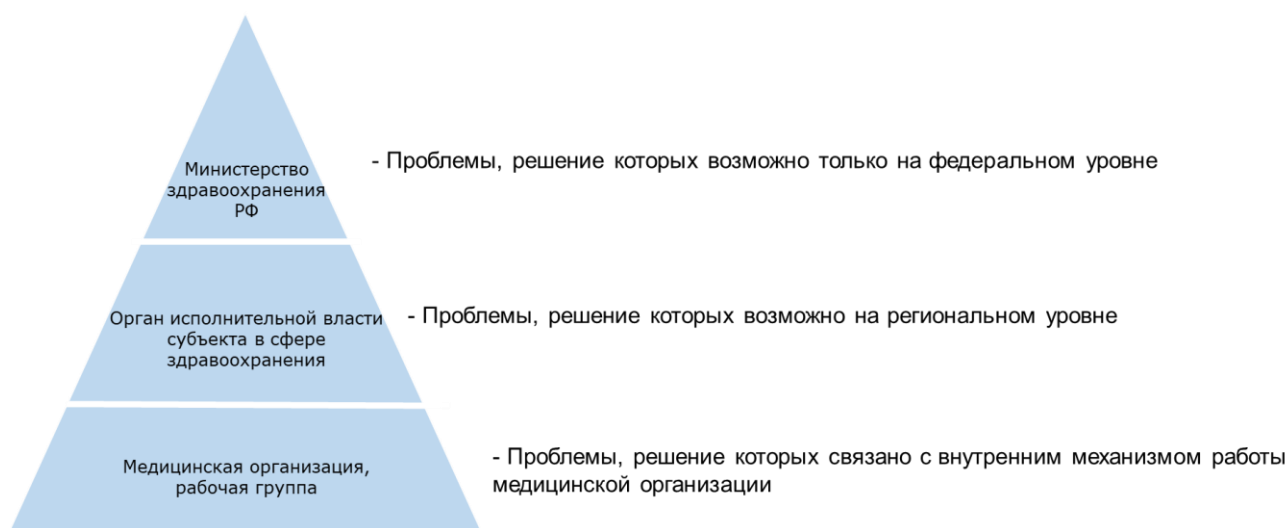 Министерство
здравоохранения
РФ
- Проблемы, решение которых возможно только на федеральном уровне
Орган исполнительной власти
субъекта в сфере
здравоохранения
- Проблемы, решение которых возможно на региональном уровне
Медицинская организация,
рабочая группа
- Проблемы, решение которых связано с внутренним механизмом работы
медицинской организации